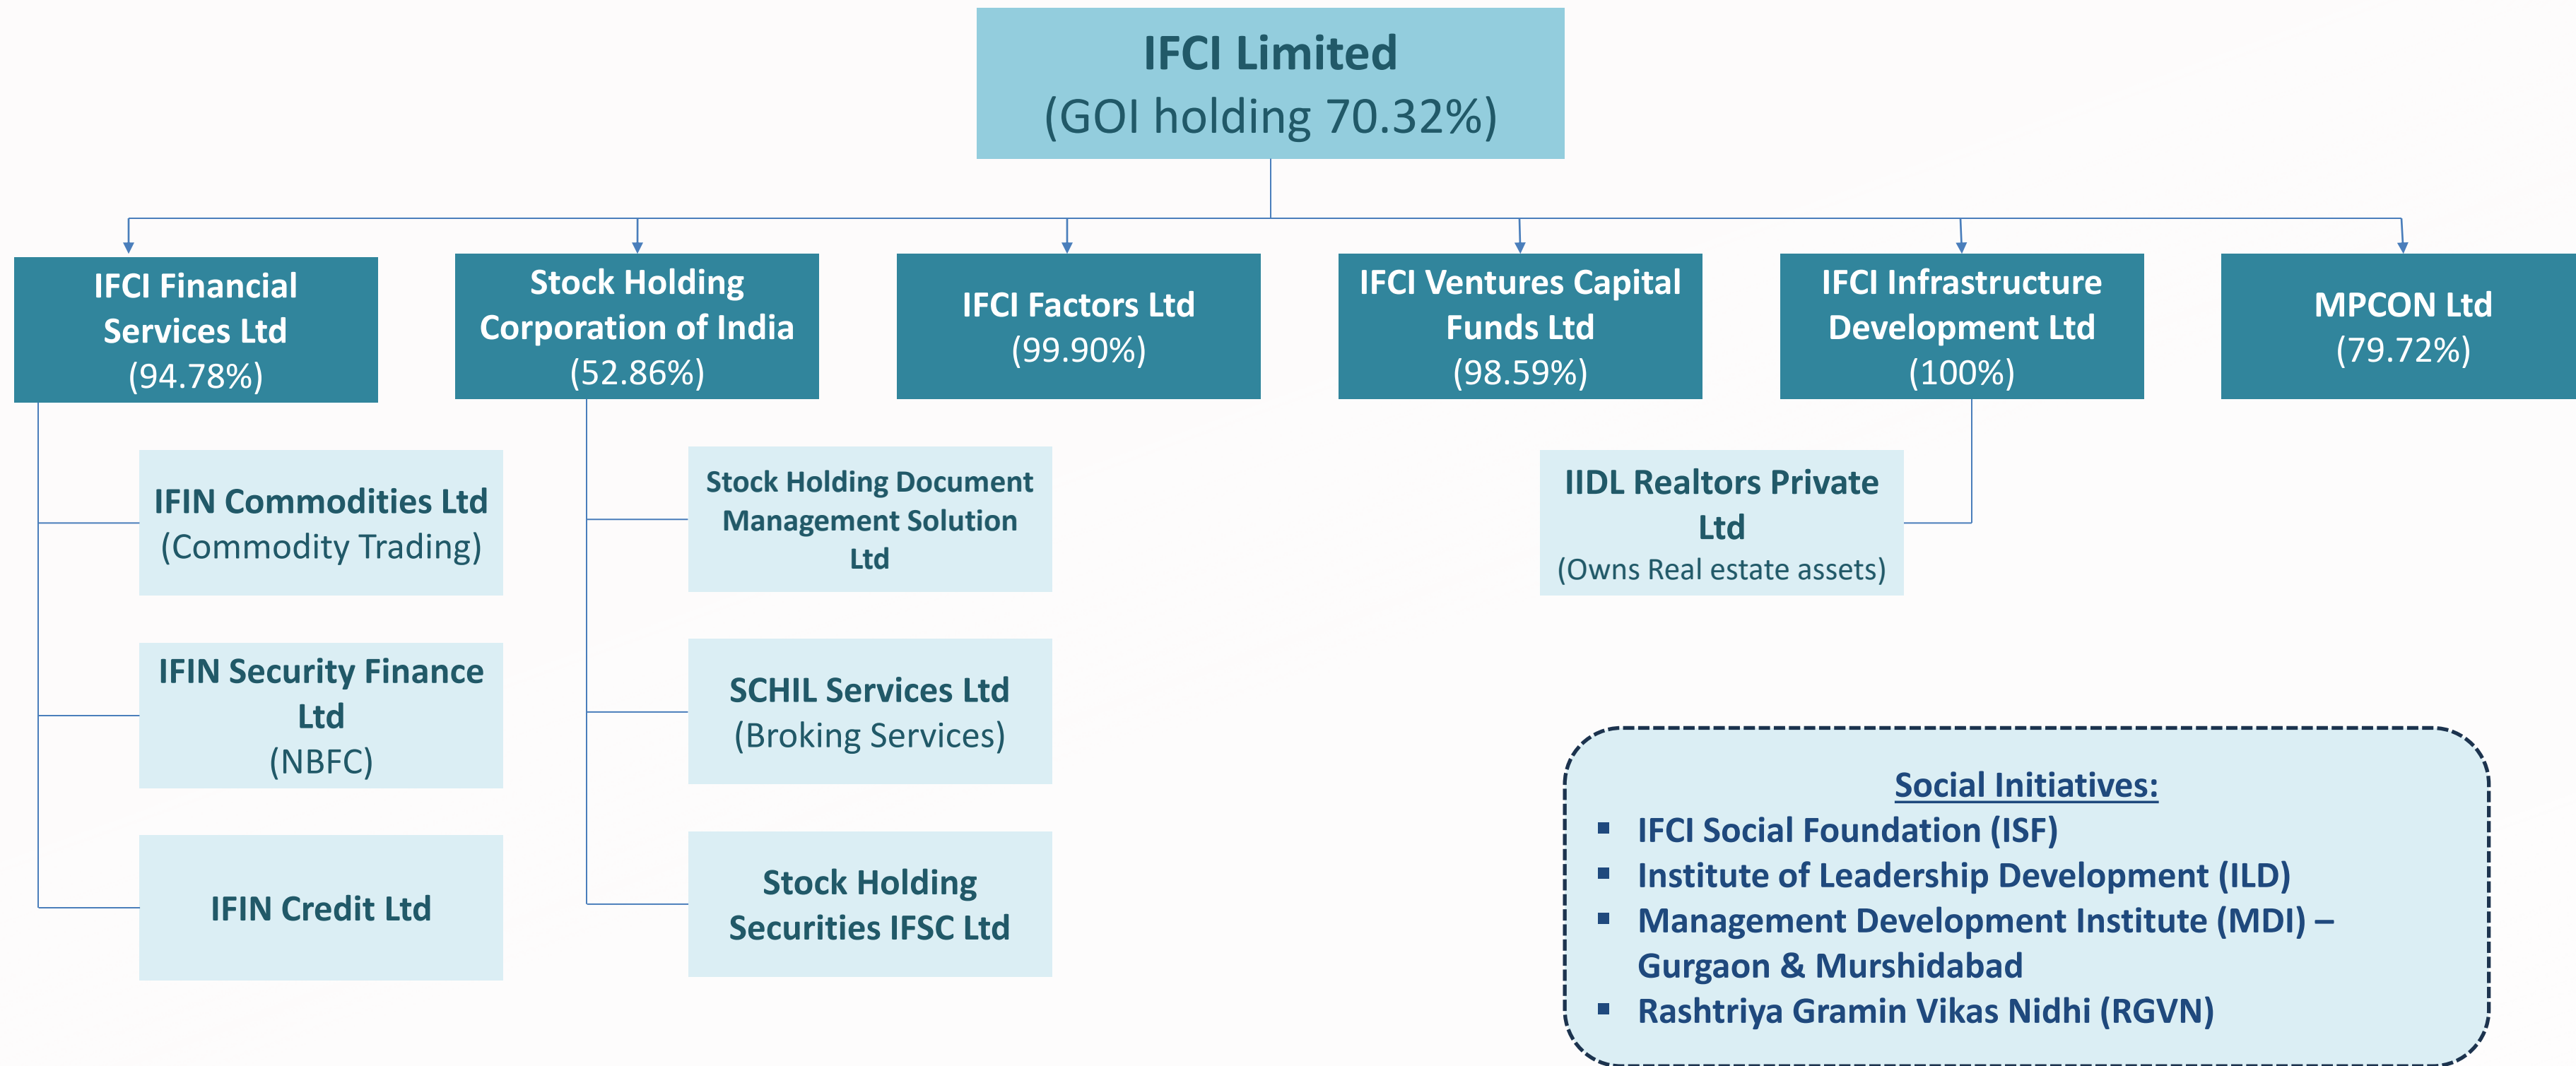 IFCI Limited
(GOI holding 70.32%)
IFCI Financial
Services Ltd
(94.78%)
Stock Holding
Corporation of India
(52.86%)
IFCI Factors Ltd
(99.90%)
IFCI Ventures Capital
Funds Ltd
(98.59%)
IFCI Infrastructure
Development Ltd
(100%)
MPCON Ltd
(79.72%)
IFIN Commodities Ltd
(Commodity Trading)
IFIN Security Finance
Ltd
(NBFC)
IFIN Credit Ltd
Stock Holding Document
Management Solution
Ltd
SCHIL Services Ltd
(Broking Services)
Stock Holding
Securities IFSC Ltd
IIDL Realtors Private
Ltd
(Owns Real estate assets)
Social Initiatives:
▪ IFCI Social Foundation (ISF)
▪ Institute of Leadership Development (ILD)
▪ Management Development Institute (MDI) –
Gurgaon & Murshidabad
▪ Rashtriya Gramin Vikas Nidhi (RGVN)